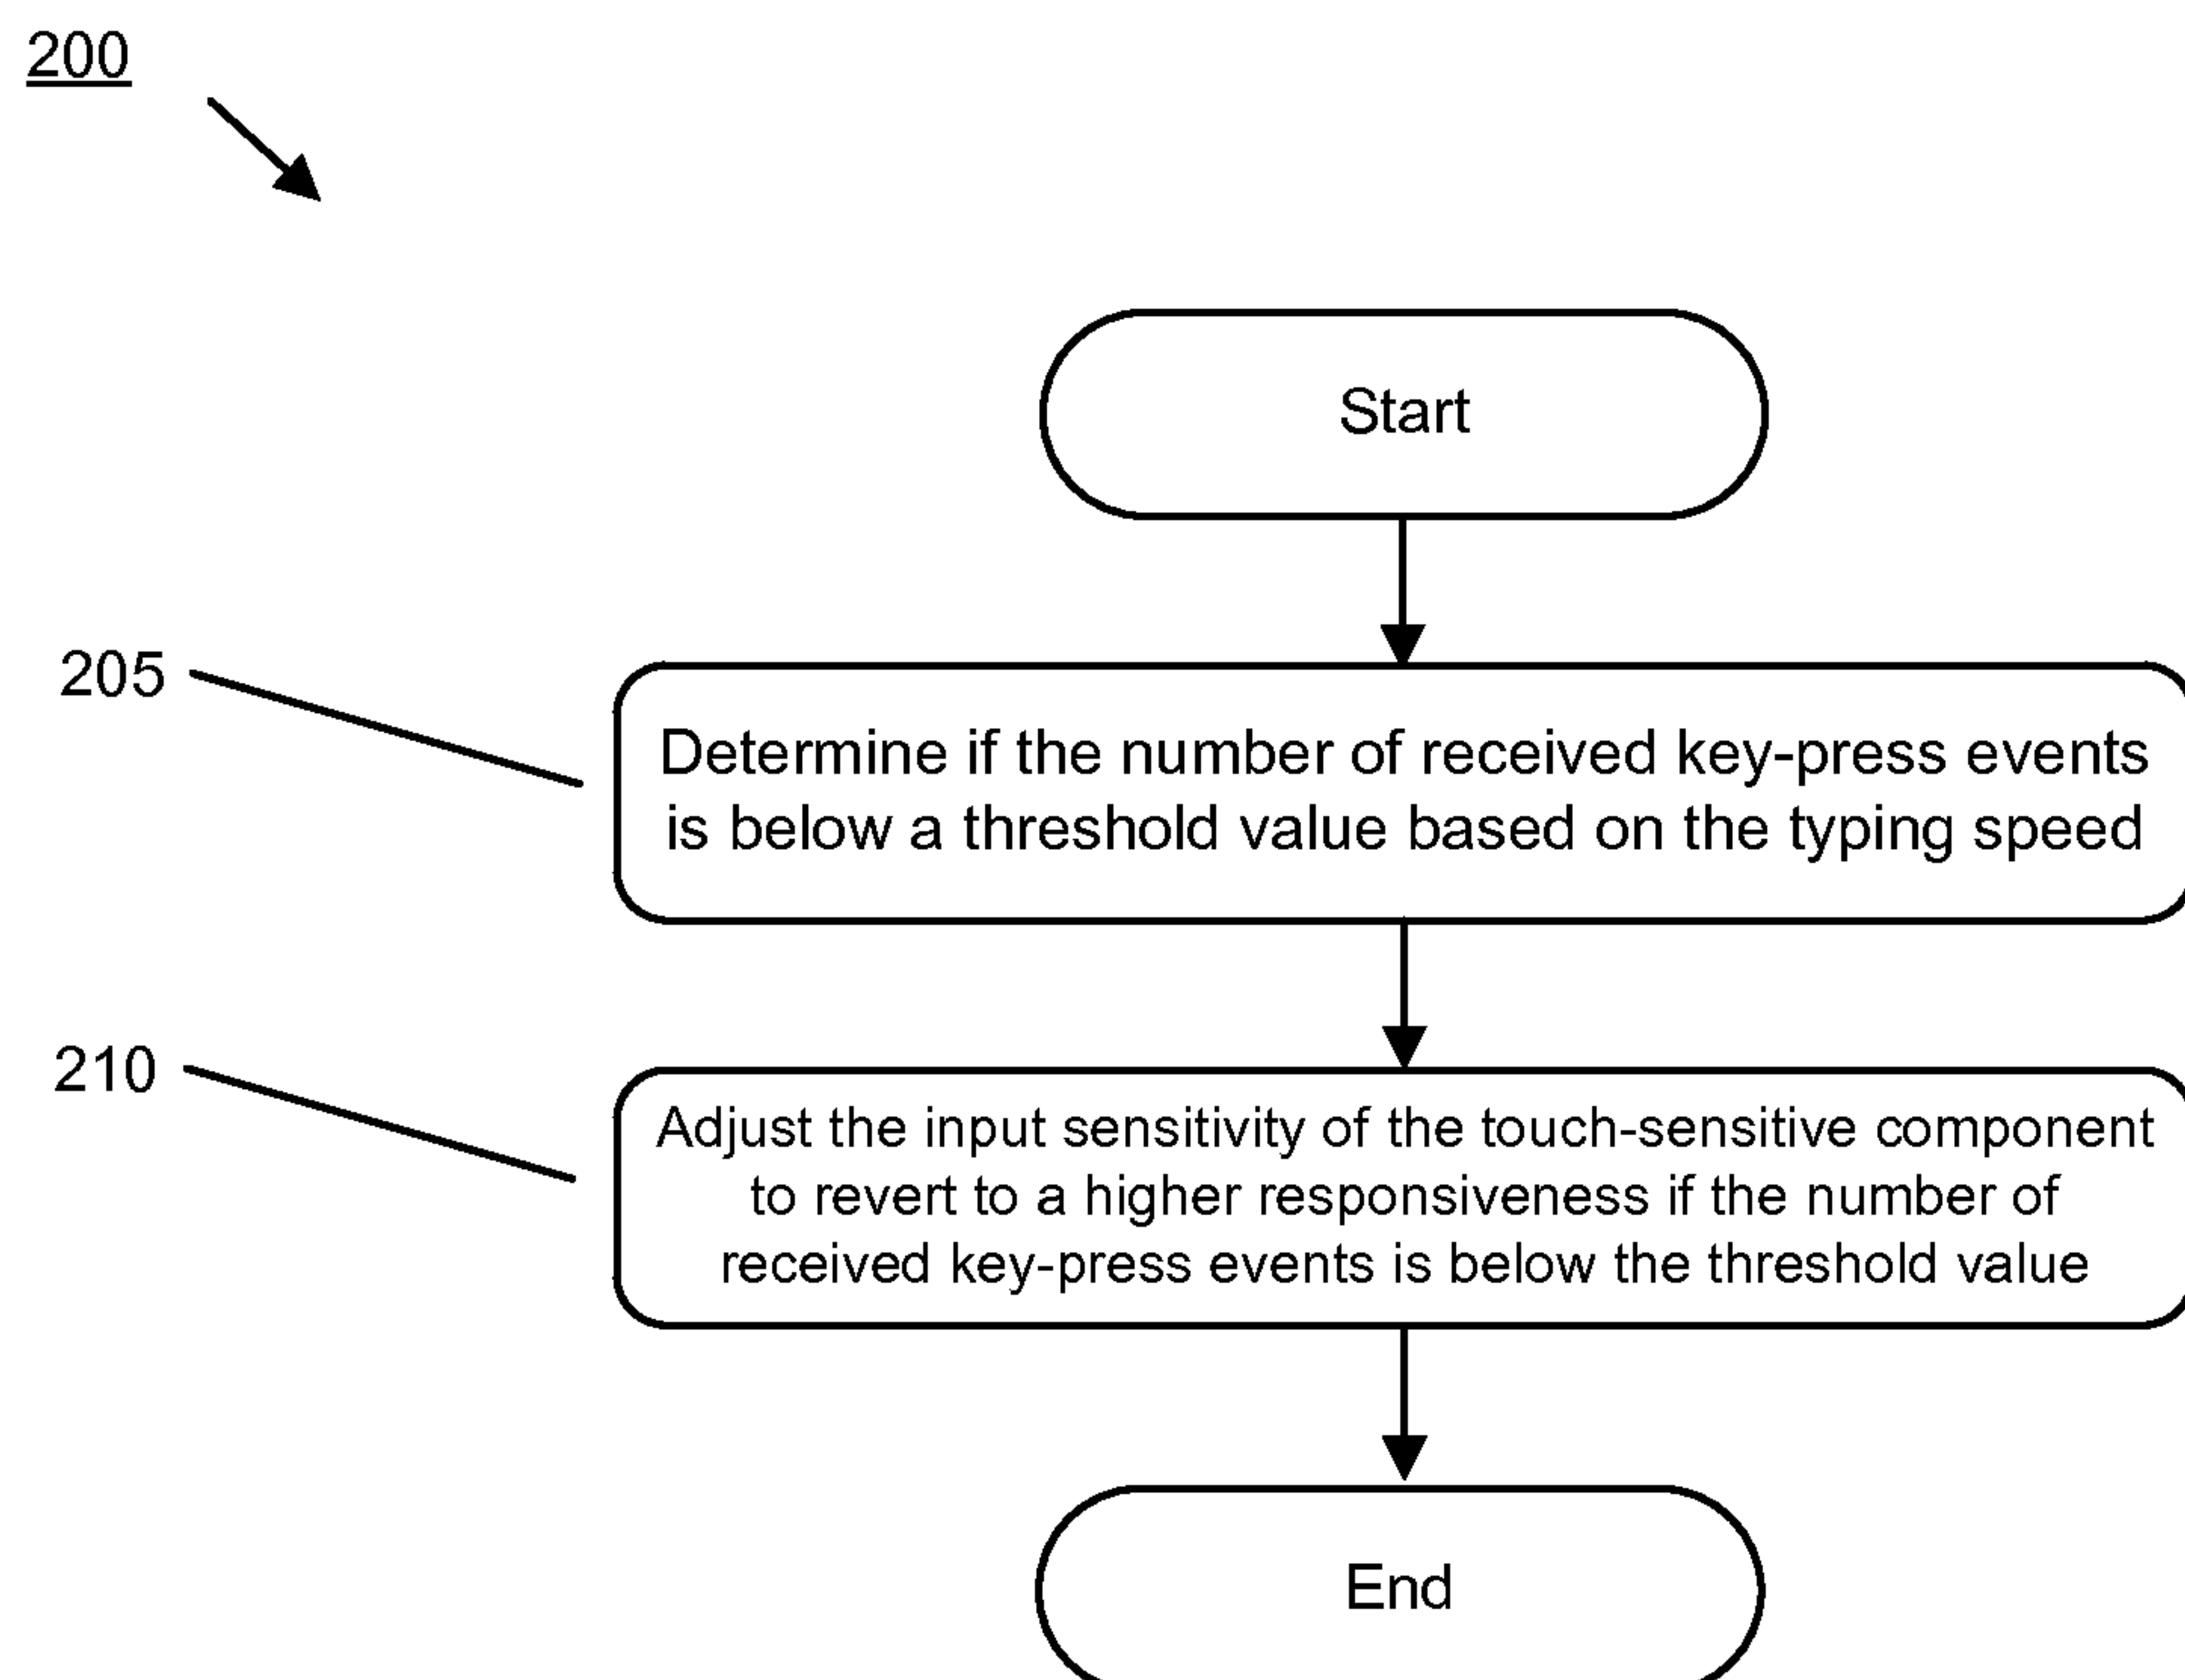 200
Start
205
Determine if the number of received key-press events
is below a threshold value based on the typing speed
210
Adjust the input sensitivity of the touch-sensitive component
to revert to a higher responsiveness if the number of
received key-press events is below the threshold value
End